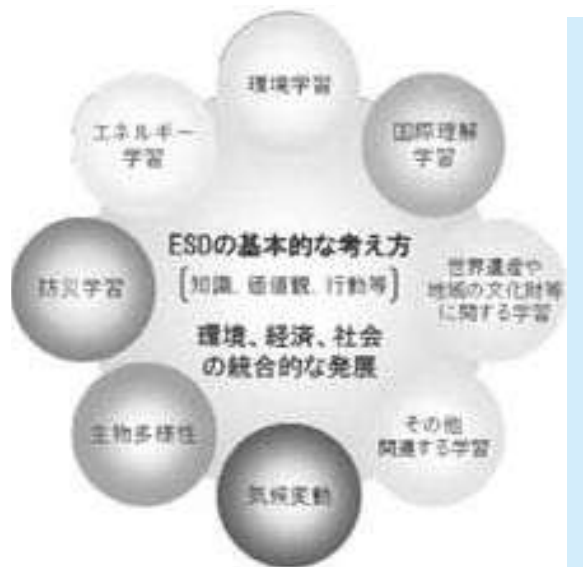 環境学習
国際理解
学習
世界遺産や
地域の文化財等
に関する学習
その他
関連する学習
気候変動
生物多様性
防災学習
エネルギー
学習
ESDの基本的な考え方
[知識、価値観、行動等]
環境、経済、社会
の統合的な発展